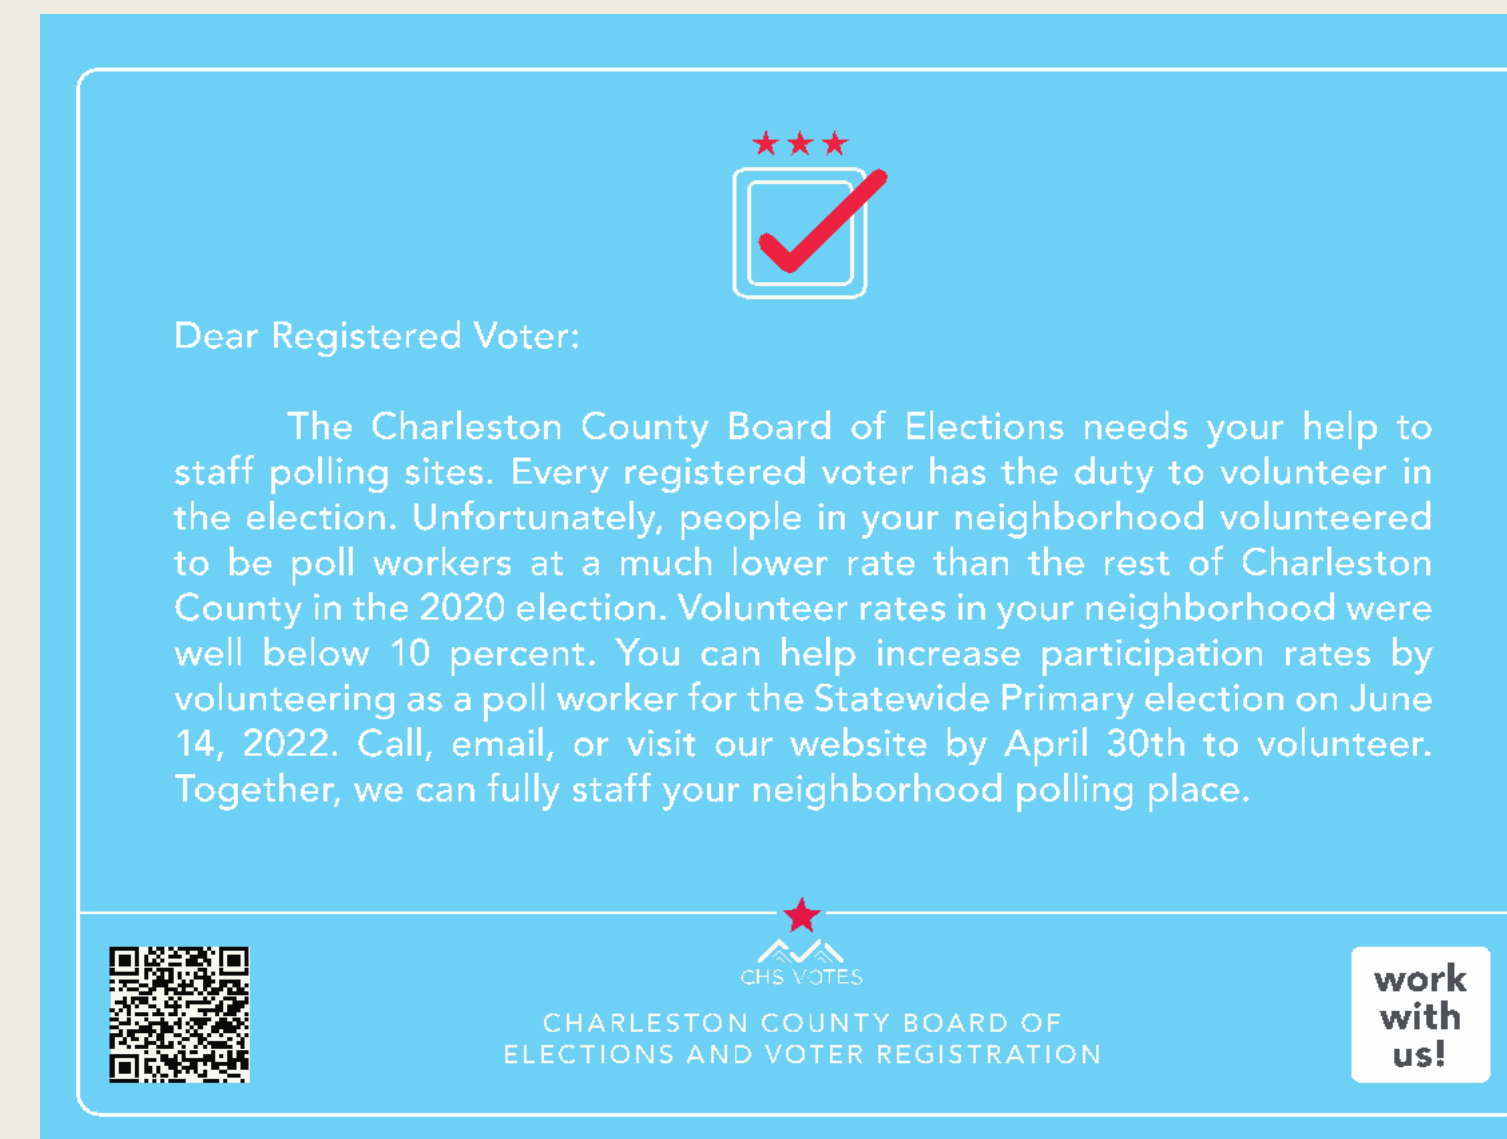 Dear Registered Voter:
The Charleston County Board of Elections needs your help to
staff polling sites. Every registered voter has the duty to volunteer in
the election. Unfortunately, people in your neighborhood volunteered
to be poll workers at a much lower rate than the rest of Charleston
County in the 2020 election. Volunteer rates in your neighborhood were
well below 10 percent. You can help increase participation rates by
volunteering as a poll worker for the Statewide Primary election on June
14, 2022. Call, email, or visit our website by April 30th to volunteer.
Together, we can fully staff your neighborhood polling place.
CHS VOTES
CHARLESTON COUNTY BOARD OF
ELECTIONS AND VOTER REGISTRATION
work
with
us!